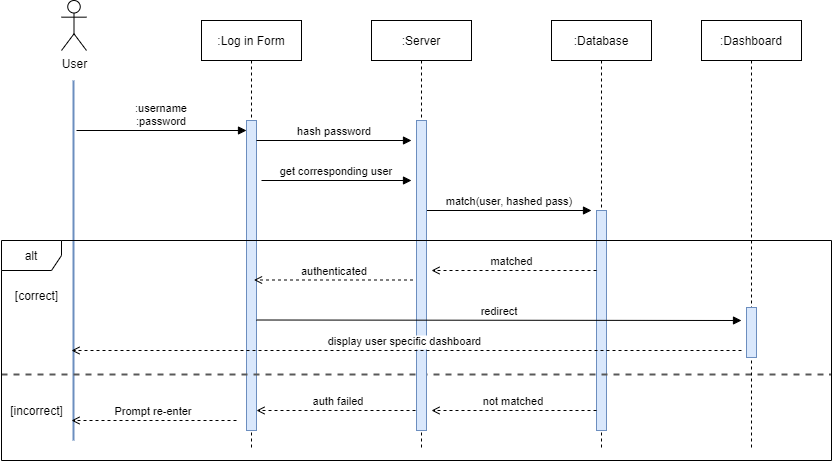 User
:Log in Form
:Server
:Database
:Dashboard
:username
:password
hash password
get corresponding user
match(user, hashed pass)
alt
[correct]
matched
authenticated
redirect
display user specific dashboard
[incorrect]
not matched
auth failed
Prompt re-enter